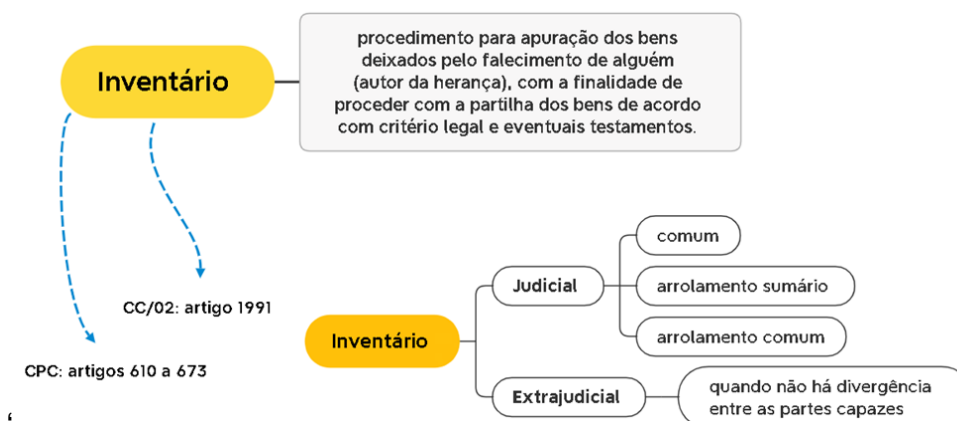 Inventário
procedimento para apuração dos bens
deixados pelo falecimento de alguém
(autor da herança), com a finalidade de
proceder com a partilha dos bens de acordo
com critério legal e eventuais testamentos.
CC/02: artigo 1991
CPC: artigos 610 a 673
Inventário
Judicial
comum
arrolamento sumário
arrolamento comum
Extrajudicial
quando não há divergência
entre as partes capazes
‘